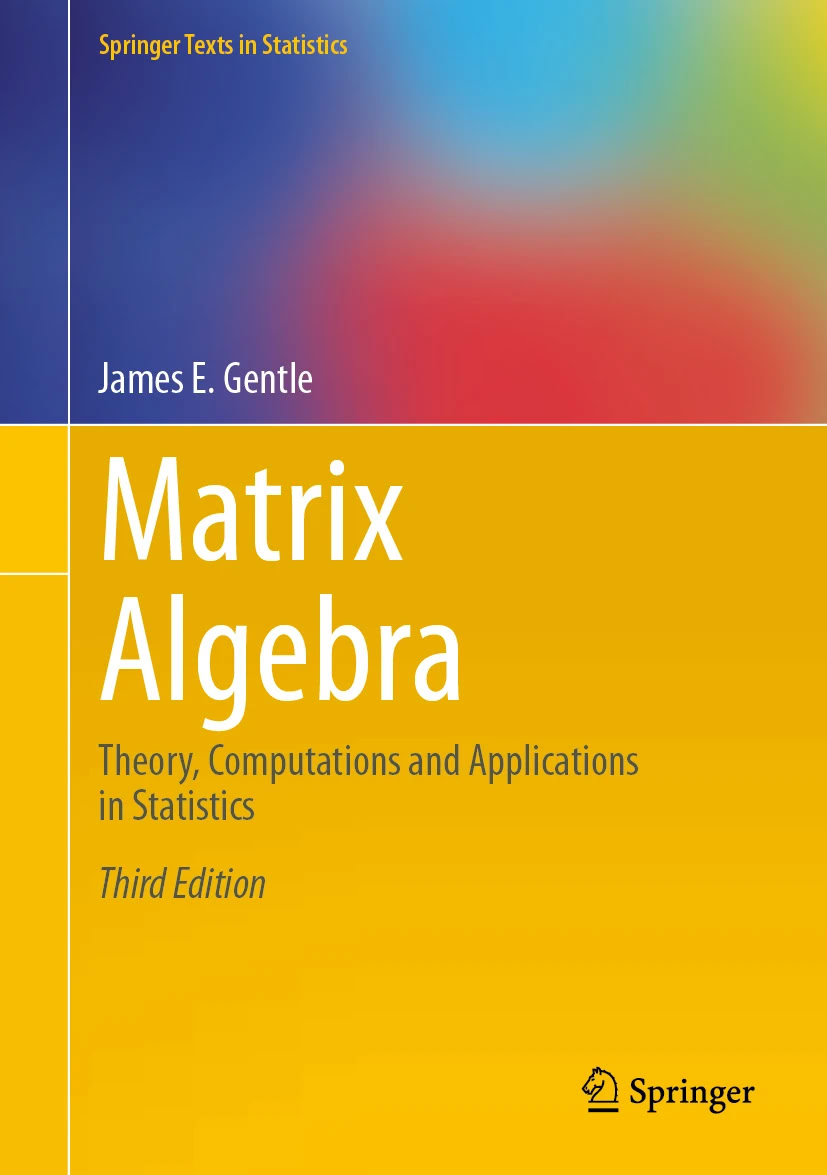 Springer Texts in Statistics
James E. Gentle
Matrix
Algebra
Theory, Computations and Applications
in Statistics
Third Edition
Springer